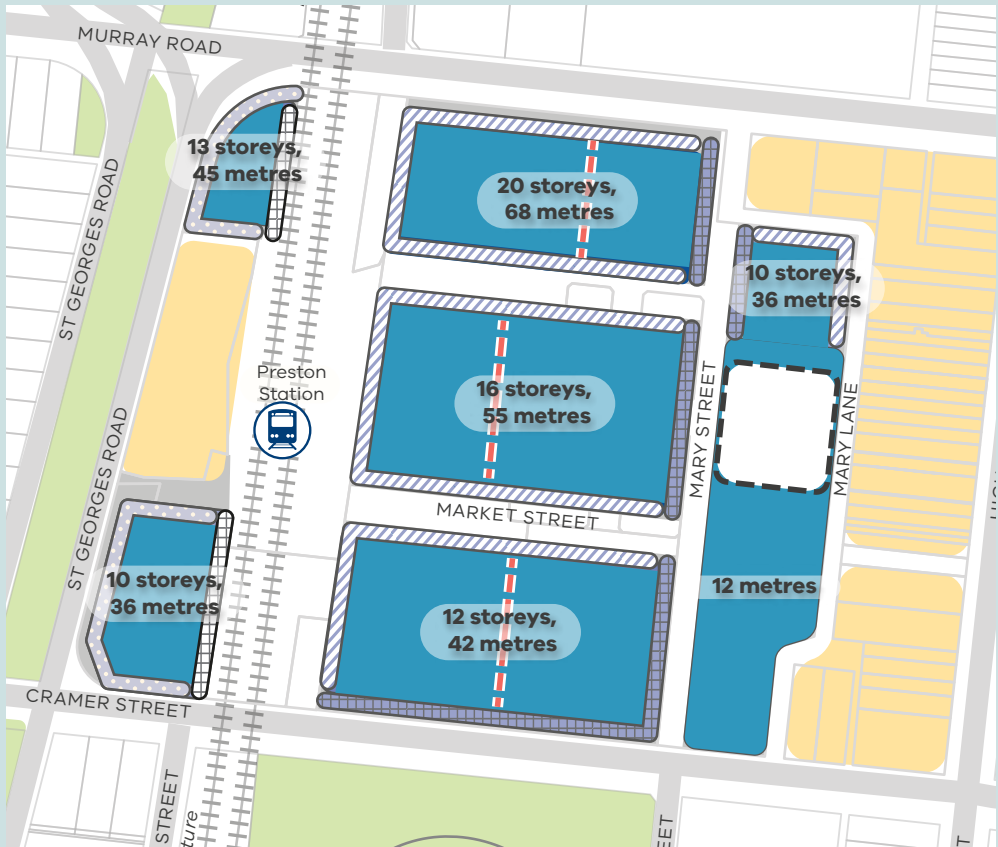 MURRAY ROAD
13 storeys,
45 metres
20 storeys,
68 metres
ST GEORGES ROAD
10 storeys,
36 metres
Preston
Station
16 storeys,
55 metres
MARY STREET
MARY LANE
ST GEORGES ROAD
MARKET STREET
10 storeys,
36 metres
12 metres
12 storeys,
42 metres
CRAMER STREET
STREET